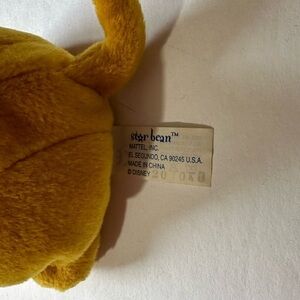 star bean™
MATTEL, INC.
EL SEGUNDO, CA 90245 U.S.A.
MADE IN CHINA
© DISNEY